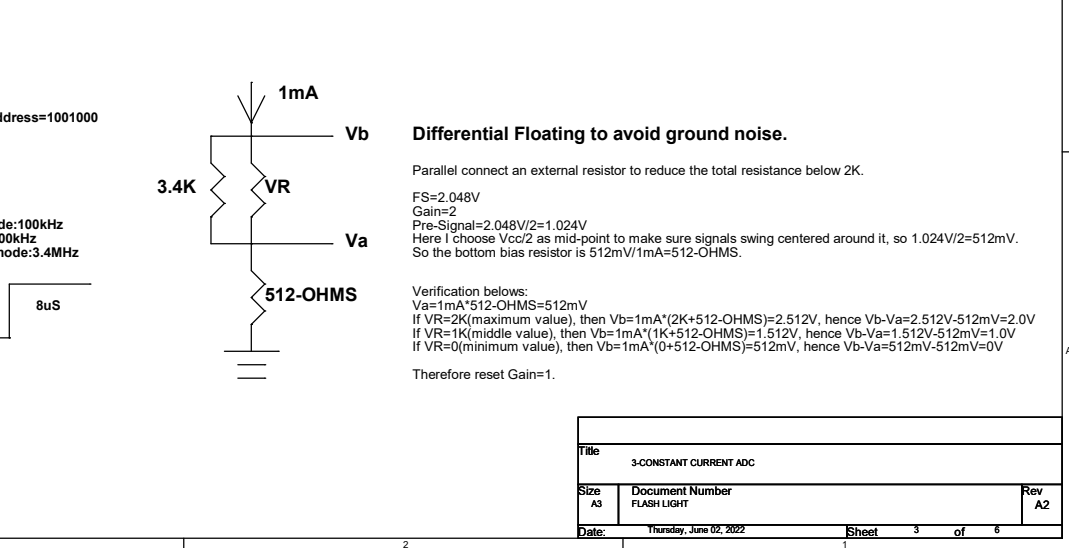 1mA
ddress=1001000
Vb
Differential Floating to avoid ground noise.
Parallel connect an external resistor to reduce the total resistance below 2K.
3.4K
VR
FS=2.048V
Gain=2
Pre-Signal=2.048V/2=1.024V
de:100kHz
00kHz
node:3.4MHz
Va
Here I choose Vcc/2 as mid-point to make sure signals swing centered around it, so 1.024V/2=512mV.
So the bottom bias resistor is 512mV/1mA=512-OHMS.
512-OHMS
8uS
Verification belows:
Va=1mA*512-OHMS=512mV
If VR=2K(maximum value), then Vb=1mA*(2K+512-OHMS)=2.512V, hence Vb-Va=2.512V-512mV=2.0V
If VR=1K(middle value), then Vb=1mA*(1K+512-OHMS)=1.512V, hence Vb-Va=1.512V-512mV=1.0V
If VR=0(minimum value), then Vb=1mA*(0+512-OHMS)=512mV, hence Vb-Va=512mV-512mV=0V
A
Therefore reset Gain=1.
Title
3-CONSTANT CURRENT ADC
Size
A3
Document Number
FLASH LIGHT
Rev
A2
Date:
Thursday, June 02, 2022
Sheet 3 of 6
2
1